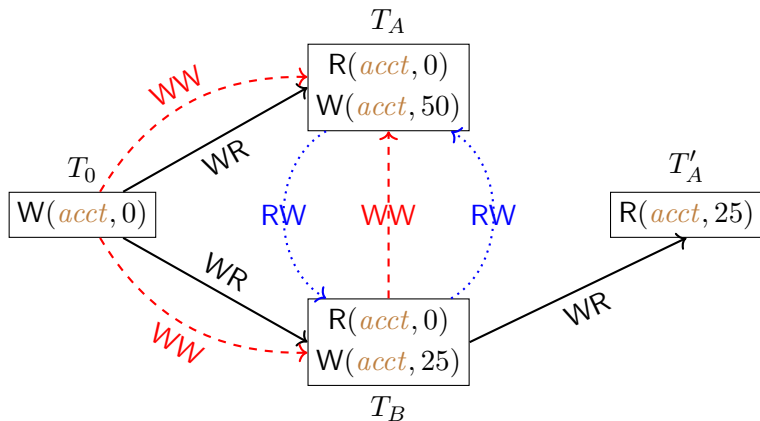 T_A
R(acct, 0)
W(acct, 50)
WW
WR
T_0
W(acct, 0)
T'_A
R(acct, 25)
RW
WW
RW
WR
WW
WR
R(acct, 0)
W(acct, 25)
T_B